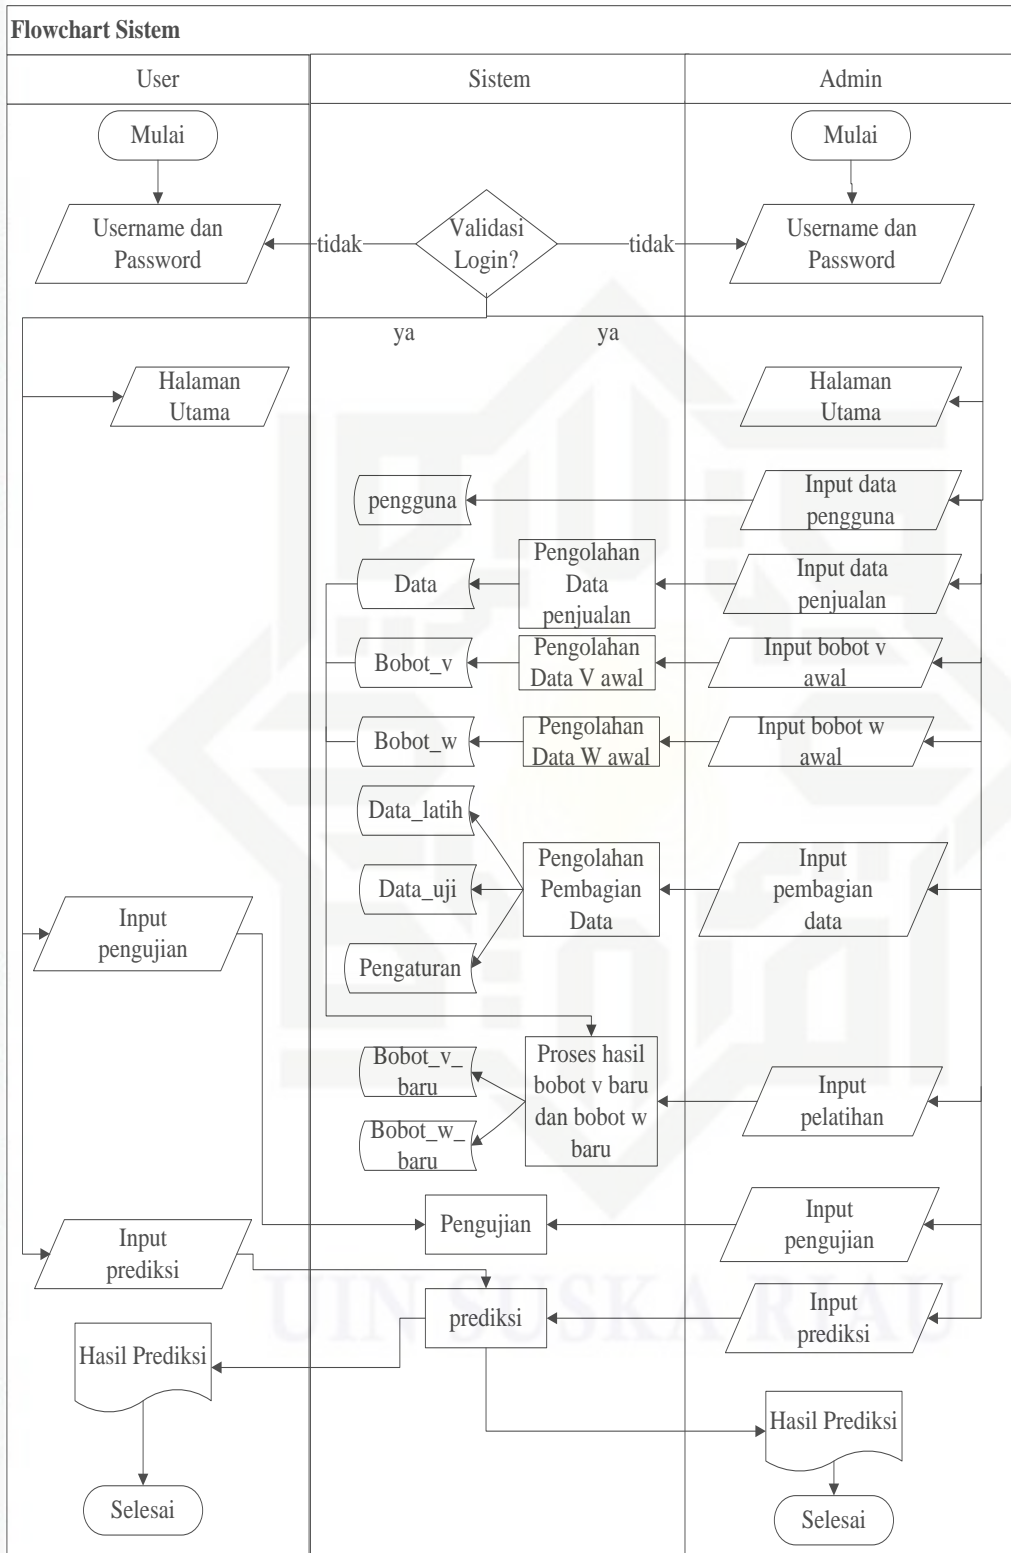 Flowchart Sistem
User
Sistem
Admin
Mulai
Mulai
Username dan
Password
tidak
Validasi
Login?
tidak
Username dan
Password
ya
ya
Halaman
Utama
Halaman
Utama
pengguna
Input data
pengguna
Data
Pengolahan
Data
penjualan
Input data
penjualan
Bobot_v
Pengolahan
Data V awal
Input bobot v
awal
Bobot_w
Pengolahan
Data W awal
Input bobot w
awal
Data_latih
Data_uji
Pengaturan
Pengolahan
Pembagian
Data
Input
pembagian
data
Input
pengujian
Bobot_v_
baru
Bobot_w_
baru
Proses hasil
bobot v baru
dan bobot w
baru
Input
pelatihan
Pengujian
Input
pengujian
Input
prediksi
prediksi
Input
prediksi
UIN SUSKA RIAU
Hasil Prediksi
Hasil Prediksi
Selesai
Selesai